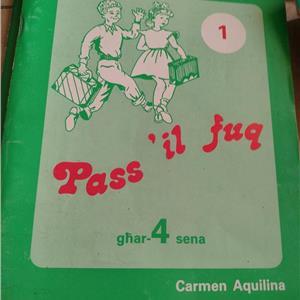 1
Pass 'il fuq
għar-4 sena
Carmen Aquilina